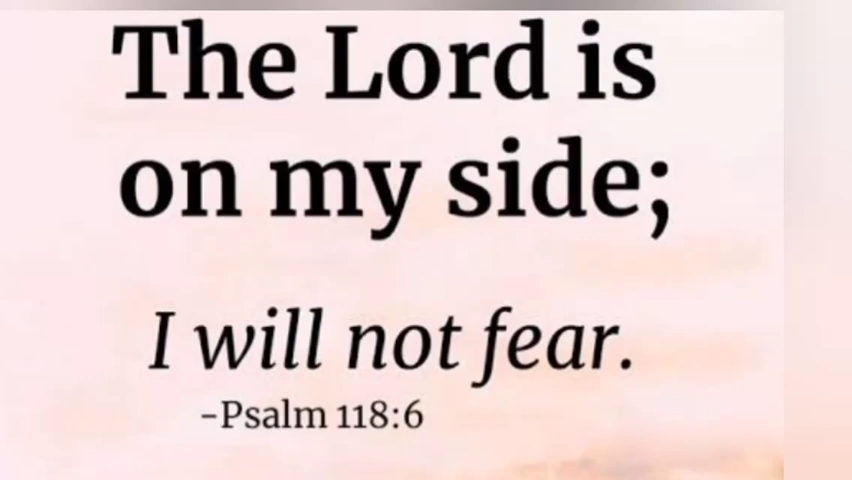 The Lord is
on my side;
I will not fear.
-Psalm 118:6